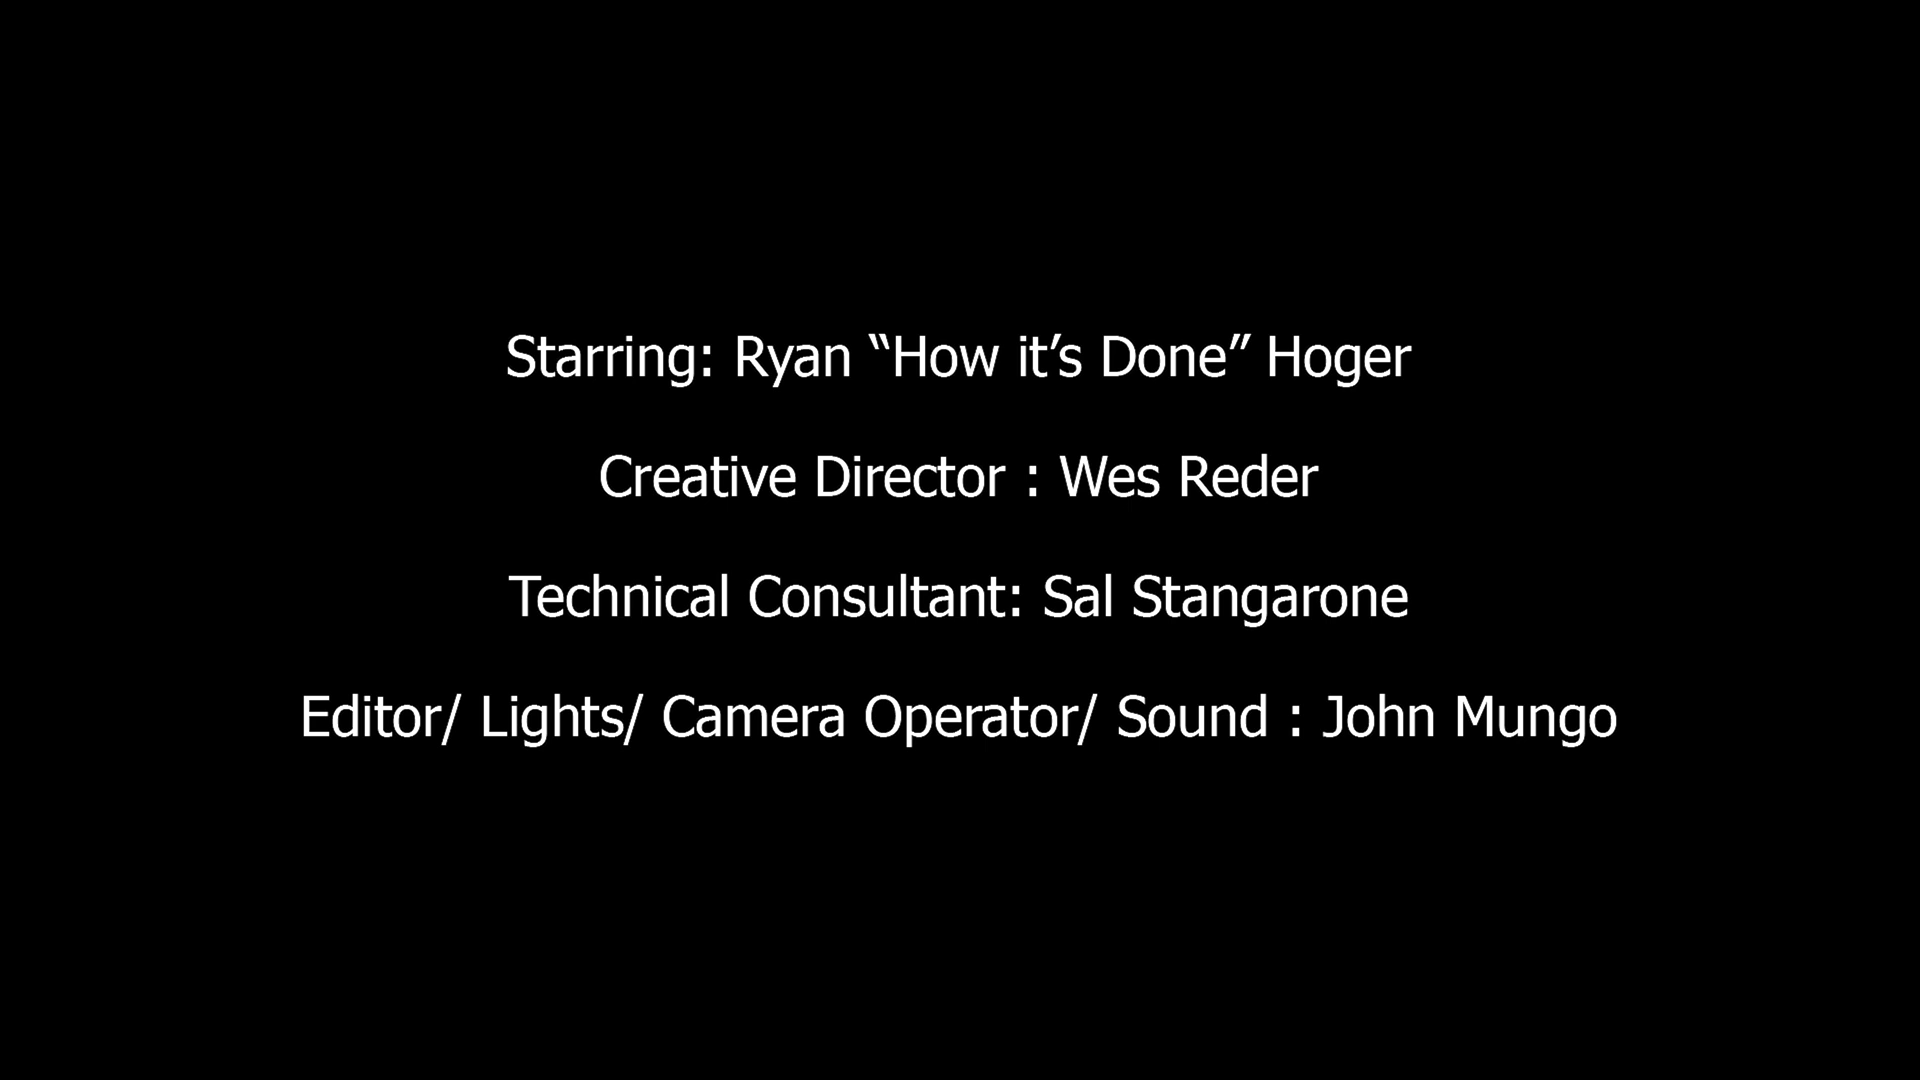 Starring: Ryan “How it’s Done” Hoger
Creative Director : Wes Reder
Technical Consultant: Sal Stangarone
Editor/ Lights/ Camera Operator/ Sound : John Mungo